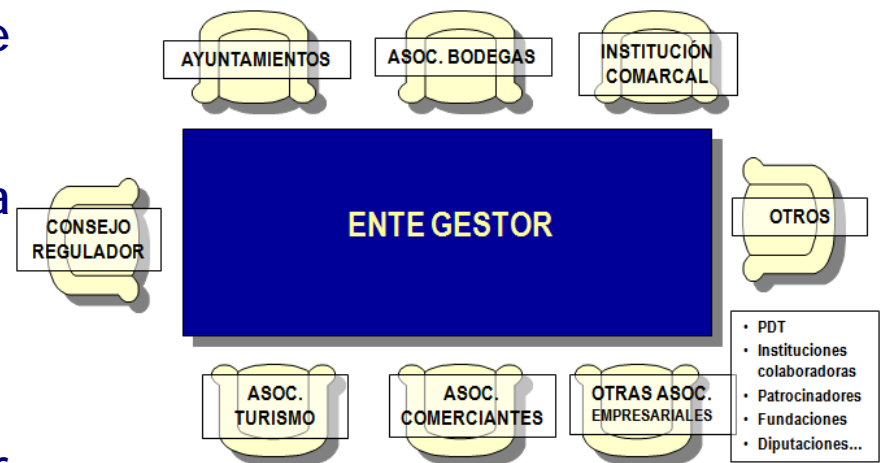 e
AYUNTAMIENTOS
ASOC. BODEGAS
INSTITUCIÓN
COMARCAL
a
CONSEJO
REGULADOR
ENTE GESTOR
OTROS
ASOC.
TURISMO
ASOC.
COMERCIANTES
OTRAS ASOC.
EMPRESARIALES
• PDT
• Instituciones
colaboradoras
• Patrocinadores
• Fundaciones
• Diputaciones...